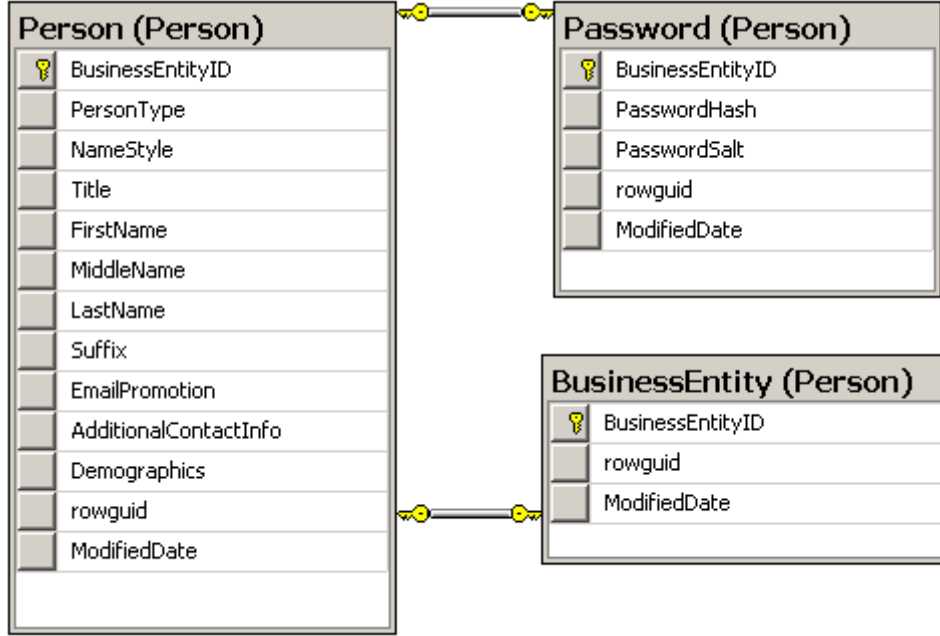 Person (Person)
BusinessEntityID
PersonType
NameStyle
Title
FirstName
MiddleName
LastName
Suffix
EmailPromotion
AdditionalContactInfo
Demographics
rowguid
ModifiedDate
Password (Person)
BusinessEntityID
PasswordHash
PasswordSalt
rowguid
ModifiedDate
BusinessEntity (Person)
BusinessEntityID
rowguid
ModifiedDate